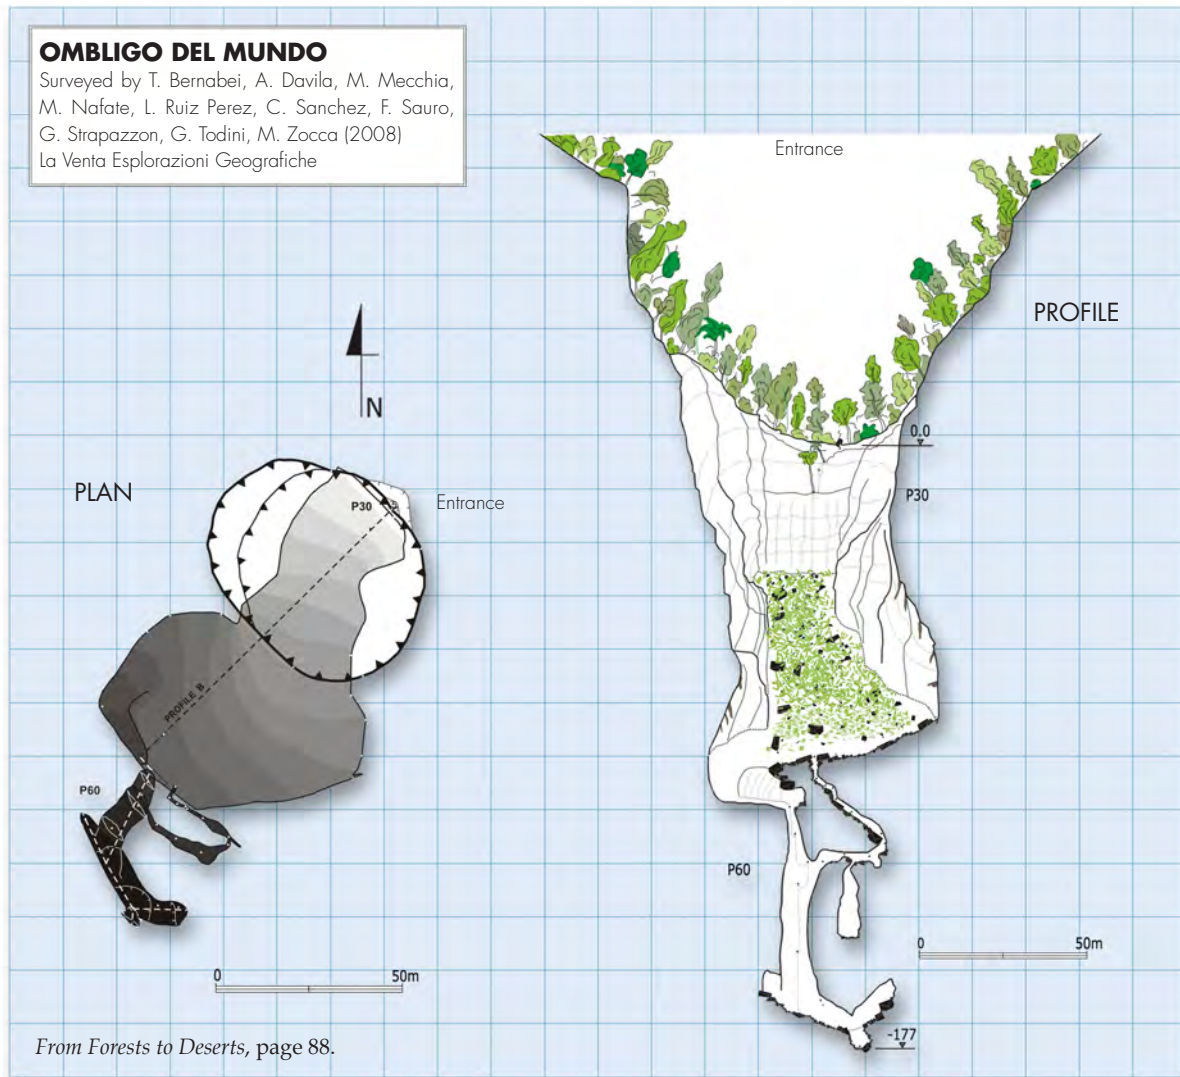 OMBLIGO DEL MUNDO
Surveyed by T. Bernabei, A. Davila, M. Mecchia,
M. Nafate, L. Ruiz Perez, C. Sanchez, F. Sauro,
G. Strapazzon, G. Todini, M. Zocca (2008)
La Venta Esplorazioni Geografiche
Entrance
PROFILE
N
0.0
P30
PLAN
P30
Entrance
PROFILE B
P60
P60
0 50m
0 50m
-177
From Forests to Deserts, page 88.